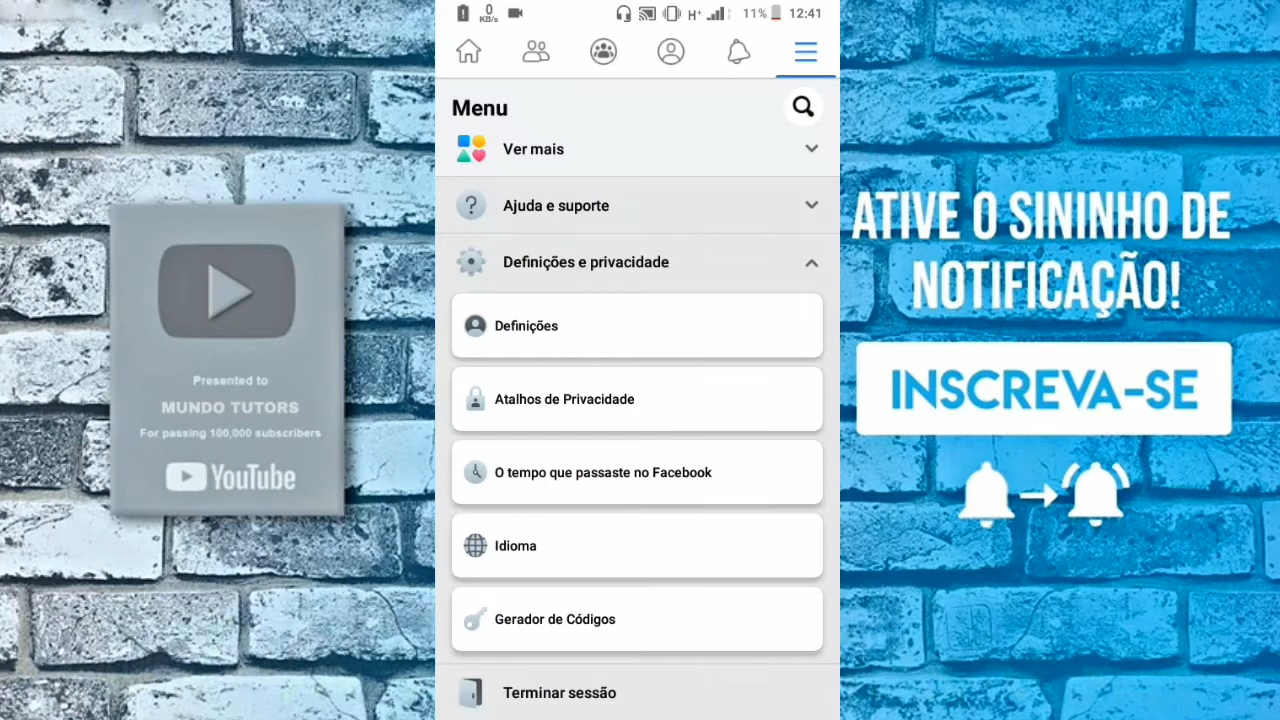 0
KB/s
H+
11%
12:41
Menu
Ver mais
Ajuda e suporte
Definições e privacidade
Definições
Atalhos de Privacidade
O tempo que passaste no Facebook
Idioma
Gerador de Códigos
Terminar sessão
Presented to
MUNDO TUTORS
For passing 100,000 subscribers
YouTube
ATIVE O SININHO DE
NOTIFICAÇÃO!
INSCREVA-SE